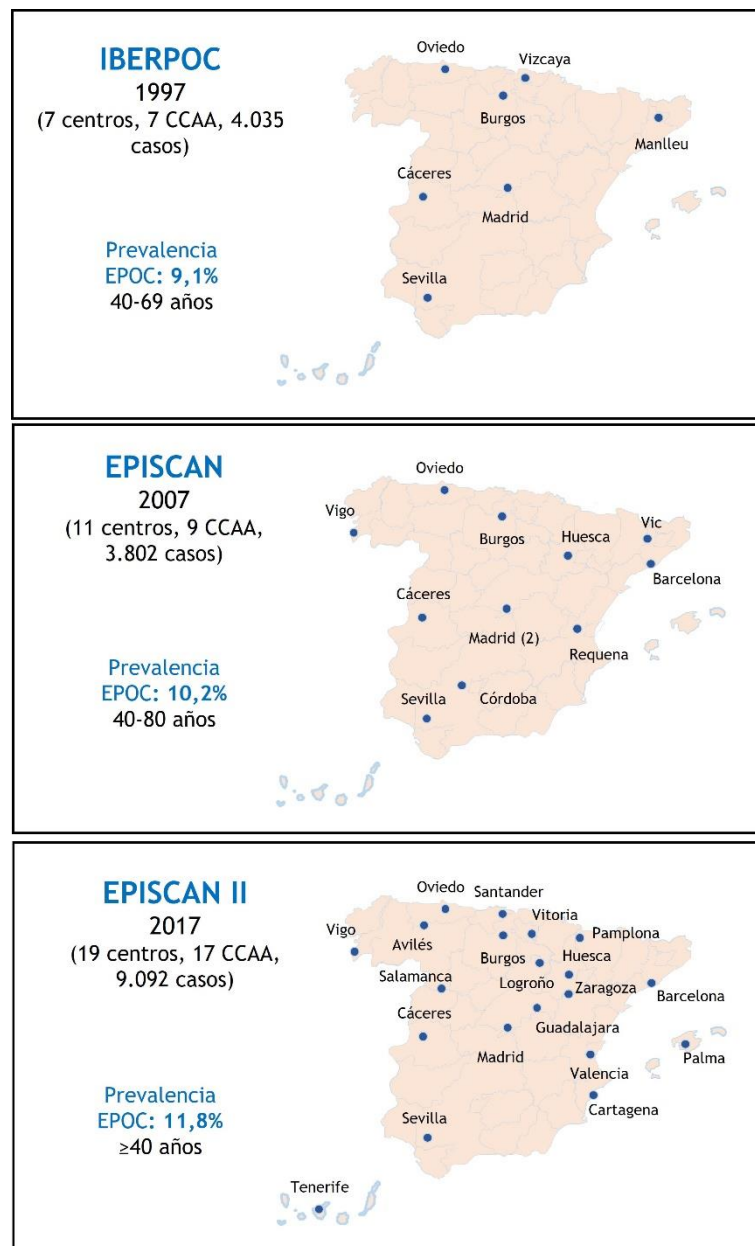 IBERPOC
1997
(7 centros, 7 CCAA, 4.035
casos)
Prevalencia
EPOC: 9,1%
40-69 años
Oviedo
Vizcaya
Burgos
Manlleu
Cáceres
Madrid
Sevilla
EPISCAN
2007
(11 centros, 9 CCAA,
3.802 casos)
Prevalencia
EPOC: 10,2%
40-80 años
Oviedo
Vigo
Burgos
Huesca
Vic
Barcelona
Cáceres
Madrid (2)
Requena
Sevilla
Córdoba
EPISCAN II
2017
(19 centros, 17 CCAA,
9.092 casos)
Prevalencia
EPOC: 11,8%
≥40 años
Oviedo
Santander
Vitoria
Vigo
Avilés
Pamplona
Burgos
Huesca
Salamanca
Logroño
Zaragoza
Barcelona
Cáceres
Guadalajara
Madrid
Palma
Valencia
Cartagena
Sevilla
Tenerife